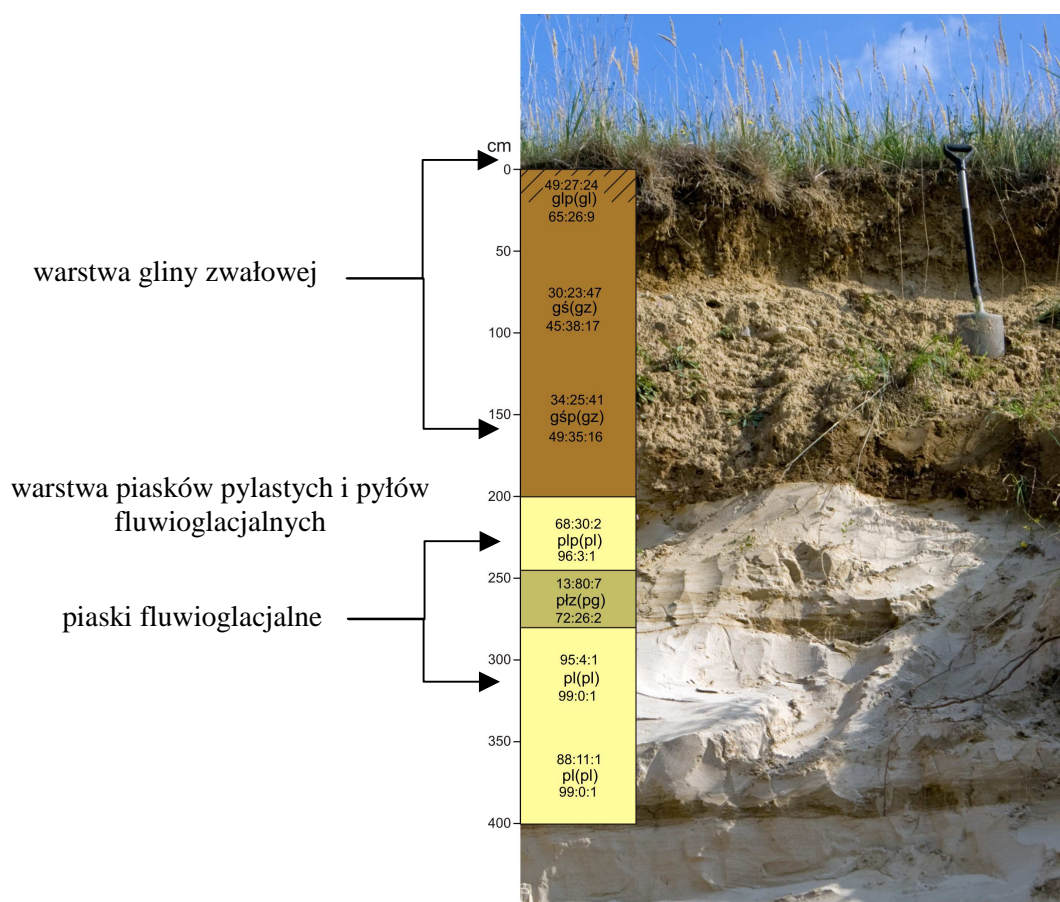 cm
0
49:27:24
glp(gl)
65:26:9
50
warstwa gliny zwałowej
30:23:47
gś(gz)
100
45:38:17
34:25:41
150
gśp(gz)
49:35:16
warstwa piasków pylastych i pyłów
fluwioglacjalnych
200
68:30:2
plp(pl)
96:3:1
250
13:80:7
płz(pg)
72:26:2
piaski fluwioglacjalne
300
95:4:1
pl(pl)
99:0:1
350
88:11:1
pl(pl)
99:0:1
400